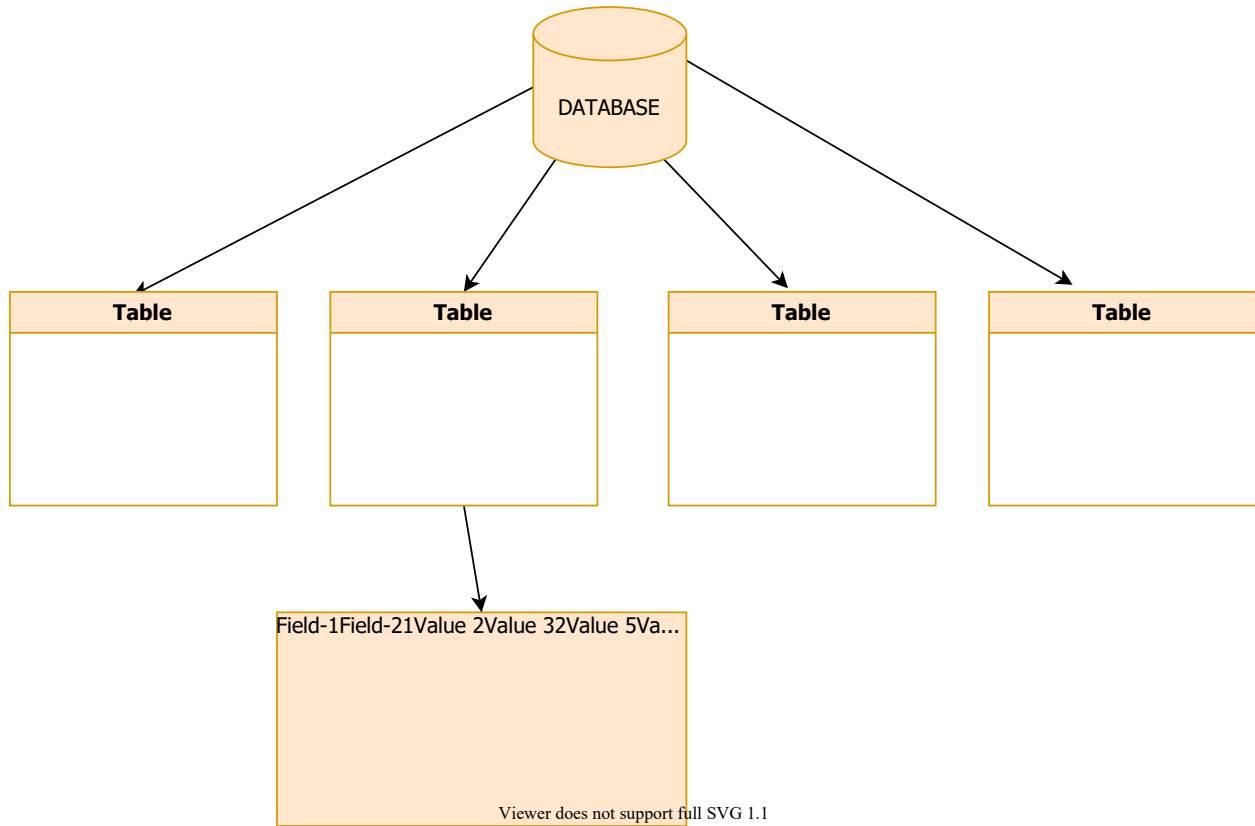 DATABASE
Table
Table
Table
Table
Field-1Field-21Value 2Value 32Value 5Va...
Viewer does not support full SVG 1.1